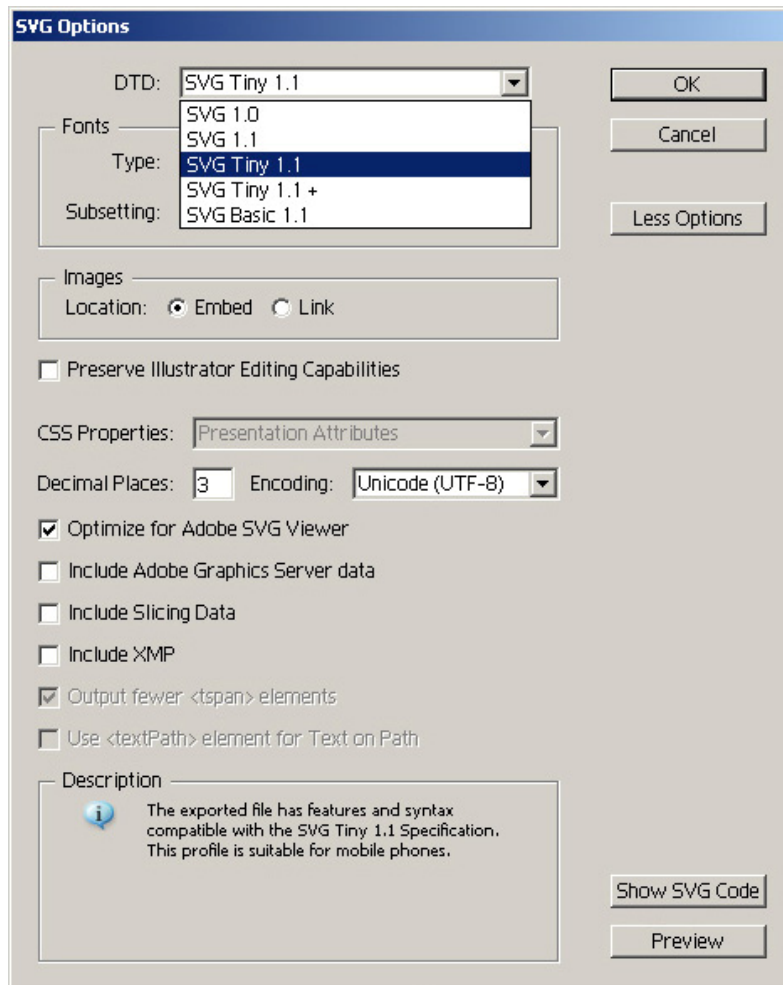 SVG Options
DTD: SVG Tiny 1.1
OK
SVG 1.0
Fonts
SVG 1.1
Cancel
Type:
SVG Tiny 1.1
SVG Tiny 1.1 +
Subsetting:
SVG Basic 1.1
Less Options
Images
Location: Embed Link
Preserve Illustrator Editing Capabilities
CSS Properties: Presentation Attributes
Decimal Places: 3 Encoding: Unicode (UTF-8)
Optimize for Adobe SVG Viewer
Include Adobe Graphics Server data
Include Slicing Data
Include XMP
Output fewer <tspan> elements
Use <textPath> element for Text on Path
Description
The exported file has features and syntax
compatible with the SVG Tiny 1.1 Specification.
This profile is suitable for mobile phones.
Show SVG Code
Preview